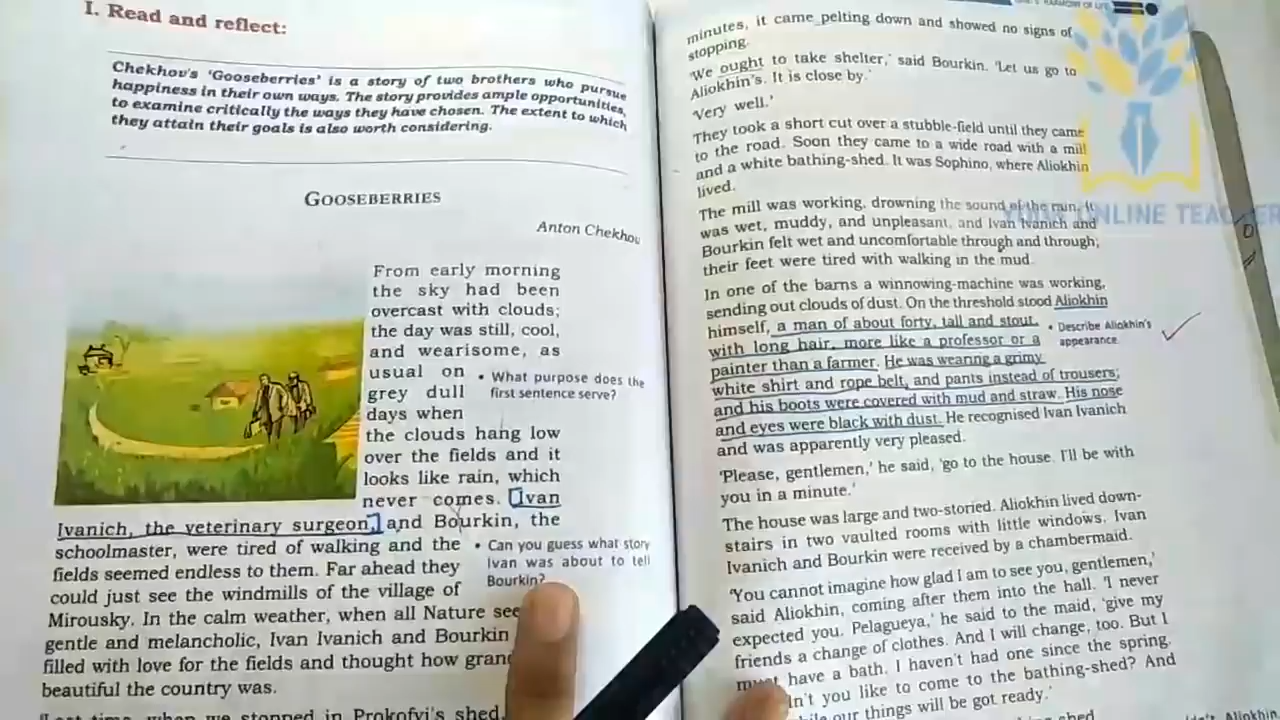 I. Read and reflect:
Chekhov's 'Gooseberries' is a story of two brothers who pursue
happiness in their own ways. The story provides ample opportunities,
to examine critically the ways they have chosen. The extent to which
they attain their goals is also worth considering.
GOOSEBERRIES
Anton Chekhov
From early morning
the sky had been
overcast with clouds;
the day was still, cool,
and wearisome, as
usual on
grey dull
days when
the clouds hang low
over the fields and it
looks like rain, which
never comes. Ivan
Ivanich, the veterinary surgeon, and Bourkin, the
schoolmaster, were tired of walking and the
fields seemed endless to them. Far ahead they
could just see the windmills of the village of
Mirousky. In the calm weather, when all Nature
gentle and melancholic, Ivan Ivanich and Bourkin
filled with love for the fields and thought how
beautiful the country was.
'Last time, when we stopped in Prokofyi's shed,
• What purpose does the
first sentence serve?
• Can you guess what story
Ivan was about to tell
Bourkin?
minutes, it came pelting down and showed no signs of
stopping.
'We ought to take shelter,' said Bourkin. 'Let us go to
Aliokhin's. It is close by.'
'Very well.'
They took a short cut over a stubble-field until they came
to the road. Soon they came to a wide road with a mill
and a white bathing-shed. It was Sophino, where Aliokhin
lived.
The mill was working, drowning the sound of the rain. It
was wet, muddy, and unpleasant, and Ivan Ivanich and
Bourkin felt wet and uncomfortable through and through;
their feet were tired with walking in the mud.
In one of the barns a winnowing-machine was working,
sending out clouds of dust. On the threshold stood Aliokhin
himself, a man of about forty, tall and stout,
with long hair, more like a professor or a
painter than a farmer. He was wearing a grimy
white shirt and rope belt, and pants instead of trousers;
and his boots were covered with mud and straw. His nose
and eyes were black with dust. He recognised Ivan Ivanich
and was apparently very pleased.
• Describe Aliokhin's
appearance.
'Please, gentlemen,' he said, 'go to the house. I'll be with
you in a minute.'
The house was large and two-storied. Aliokhin lived down-
stairs in two vaulted rooms with little windows. Ivan
Ivanich and Bourkin were received by a chambermaid.
'You cannot imagine how glad I am to see you, gentlemen,'
said Aliokhin, coming after them into the hall. 'I never
expected you. Pelagueya,' he said to the maid, 'give my
friends a change of clothes. And I will change, too. But I
must have a bath. I haven't had one since the spring.
you like to come to the bathing-shed? And
our things will be got ready.'
shed
Aliokhin
YOUR ONLINE TEACHER